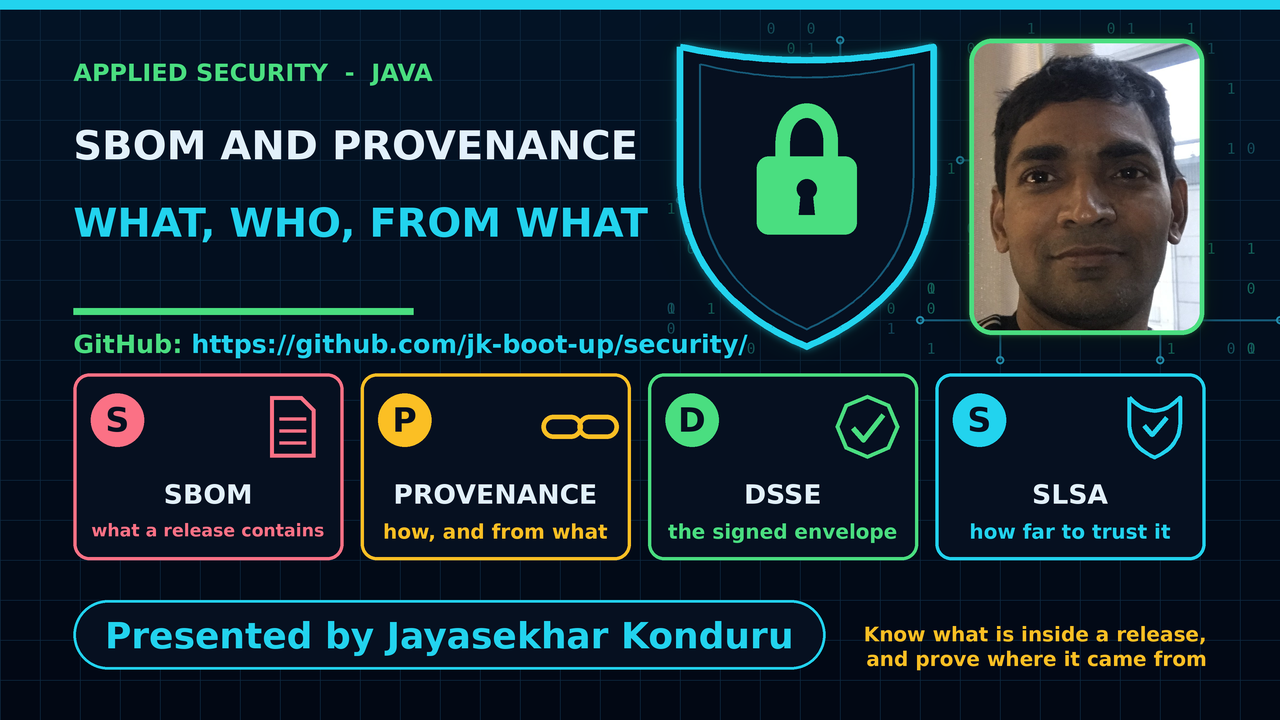 APPLIED SECURITY - JAVA
SBOM AND PROVENANCE
WHAT, WHO, FROM WHAT
GitHub: https://github.com/jk-boot-up/security/
S
SBOM
what a release contains
P
PROVENANCE
how, and from what
D
DSSE
the signed envelope
S
SLSA
how far to trust it
Presented by Jayasekhar Konduru
Know what is inside a release,
and prove where it came from